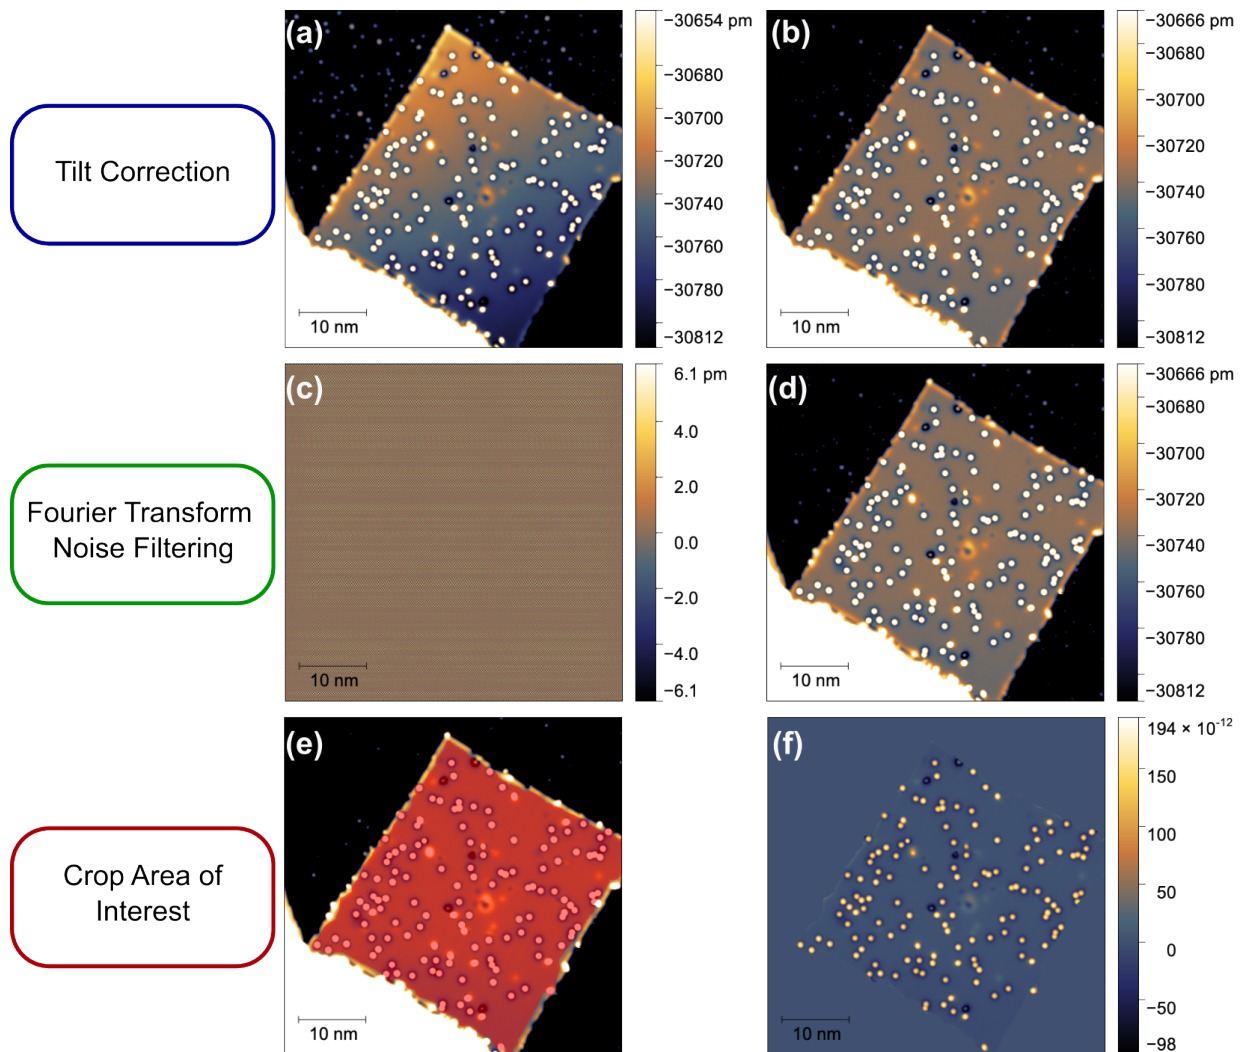 Tilt Correction
(a)
10 nm
−30654 pm
−30680
−30700
−30720
−30740
−30760
−30780
−30812
(b)
10 nm
−30666 pm
−30680
−30700
−30720
−30740
−30760
−30780
−30812
Fourier Transform
Noise Filtering
(c)
10 nm
6.1 pm
4.0
2.0
0.0
−2.0
−4.0
−6.1
(d)
10 nm
−30666 pm
−30680
−30700
−30720
−30740
−30760
−30780
−30812
Crop Area of
Interest
(e)
10 nm
(f)
10 nm
194 × 10⁻¹²
150
100
50
0
−50
−98